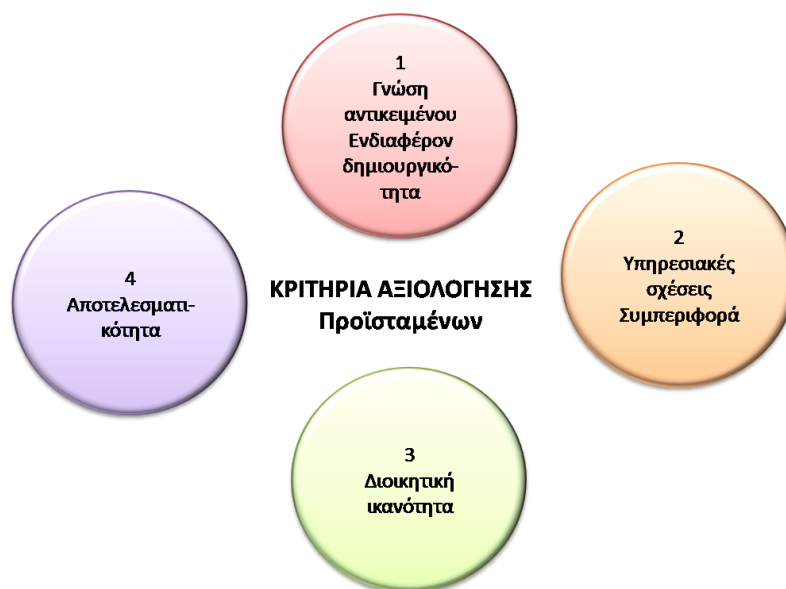 1
Γνώση
αντικειμένου
Ενδιαφέρον
δημιουργικό-
τητα
2
Υπηρεσιακές
σχέσεις
Συμπεριφορά
4
Αποτελεσματι-
κότητα
ΚΡΙΤΗΡΙΑ ΑΞΙΟΛΟΓΗΣΗΣ
Προϊσταμένων
3
Διοικητική
ικανότητα